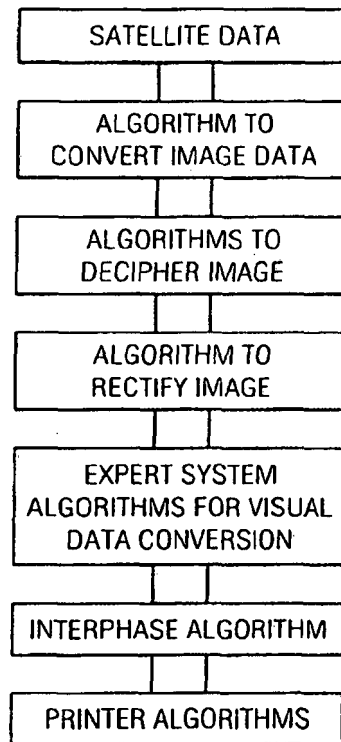 SATELLITE DATA
ALGORITHM TO
CONVERT IMAGE DATA
ALGORITHMS TO
DECIPHER IMAGE
ALGORITHM TO
RECTIFY IMAGE
EXPERT SYSTEM
ALGORITHMS FOR VISUAL
DATA CONVERSION
INTERPHASE ALGORITHM
PRINTER ALGORITHMS